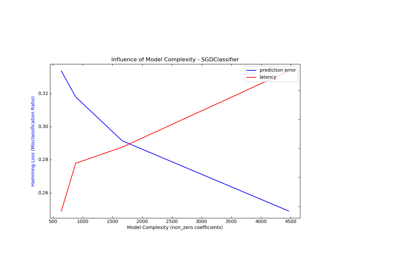 Influence of Model Complexity - SGDClassifier
prediction error
latency
Hamming Loss (Misclassification Ratio)
0.32
0.30
0.28
0.26
500 1000 1500 2000 2500 3000 3500 4000 4500
Model Complexity (non_zero coefficients)